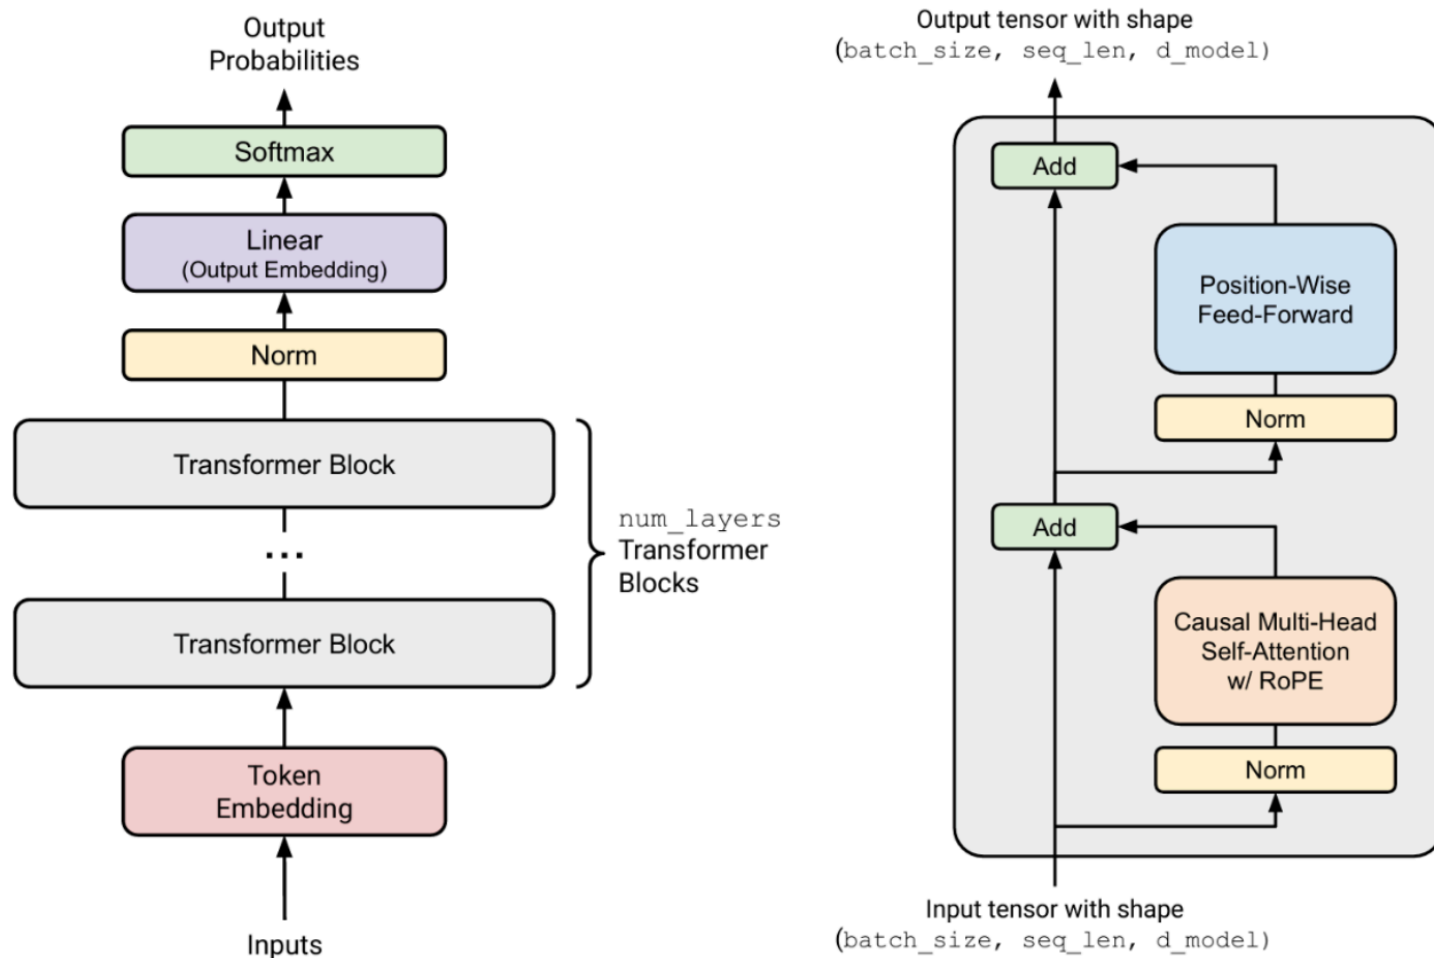 Output
Probabilities
Softmax
Linear
(Output Embedding)
Norm
Transformer Block
...
Transformer Block
num_layers
Transformer
Blocks
Token
Embedding
Inputs
Output tensor with shape
(batch_size, seq_len, d_model)
Add
Position-Wise
Feed-Forward
Norm
Add
Causal Multi-Head
Self-Attention
w/ RoPE
Norm
Input tensor with shape
(batch_size, seq_len, d_model)